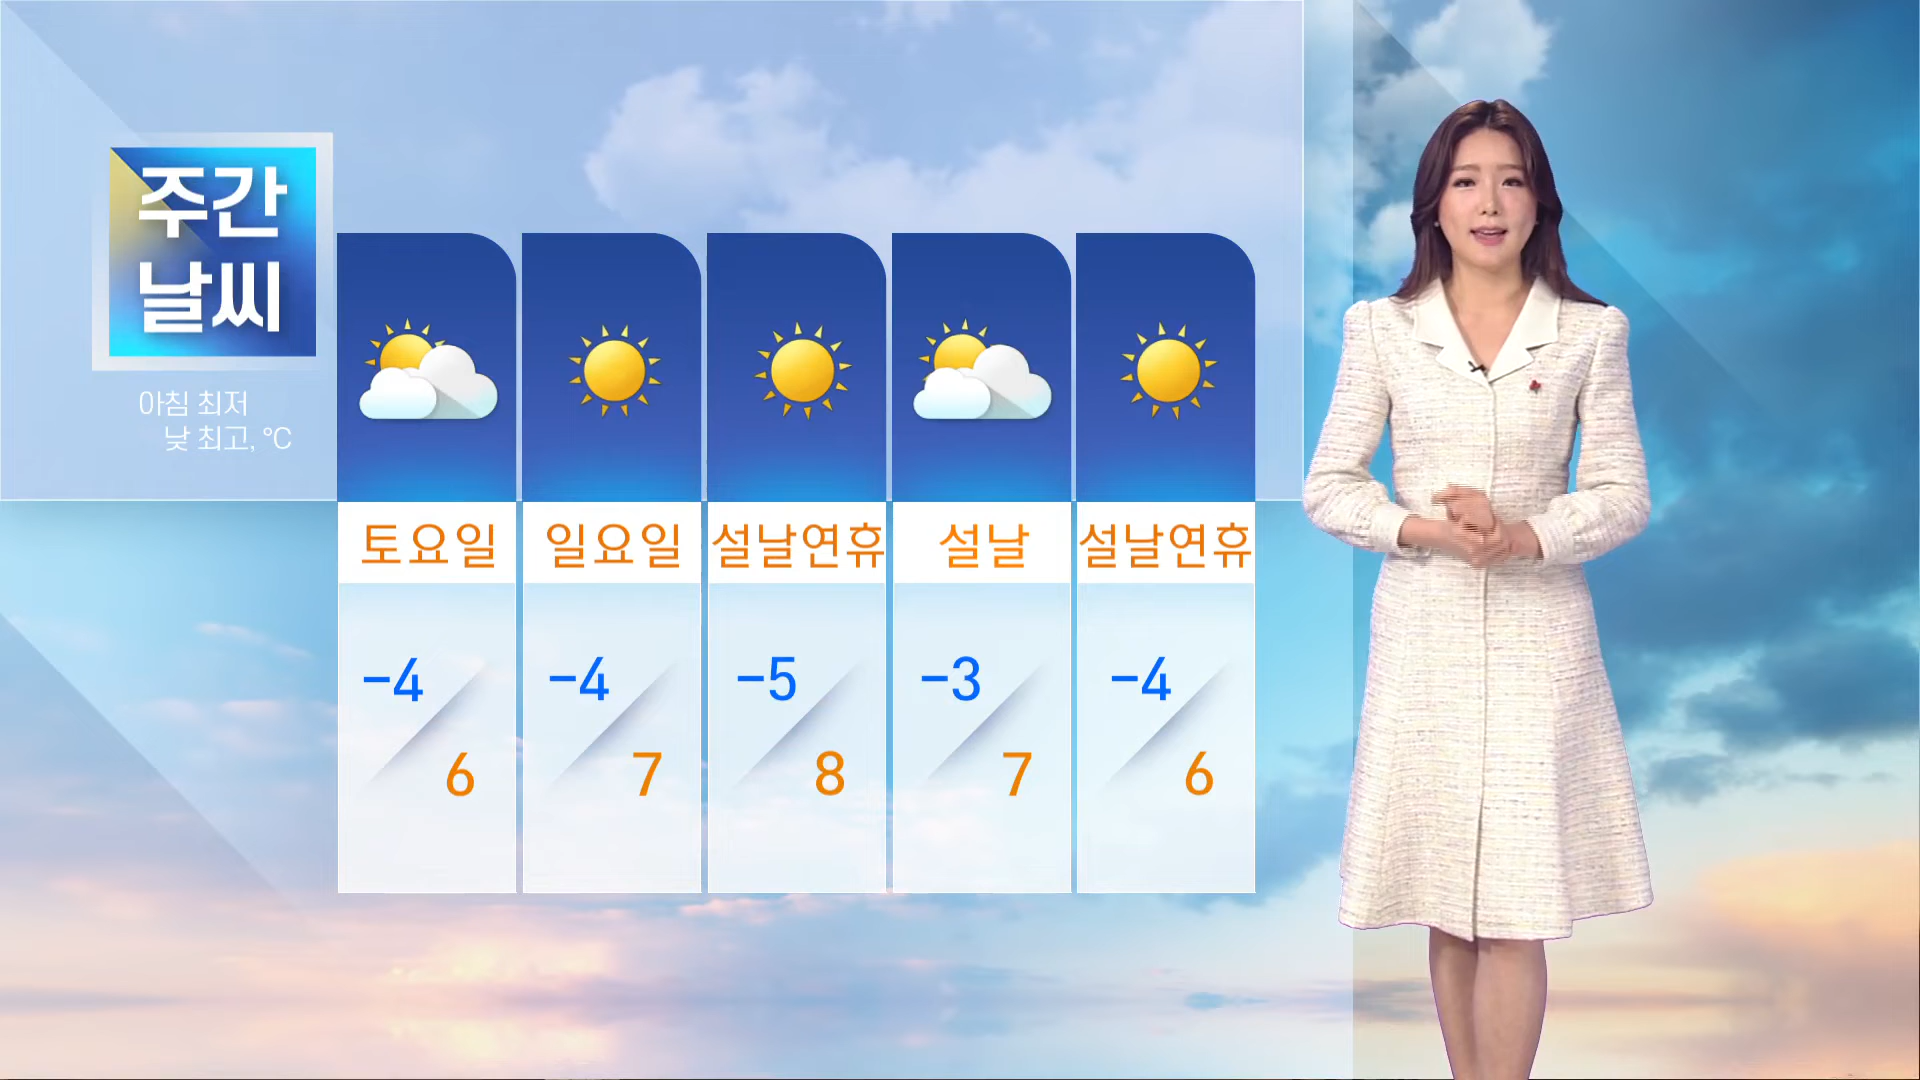 주간
날씨
아침 최저
낮 최고, °C
토요일 일요일 설날연휴 설날 설날연휴
-4 -4 -5 -3 -4
6 7 8 7 6